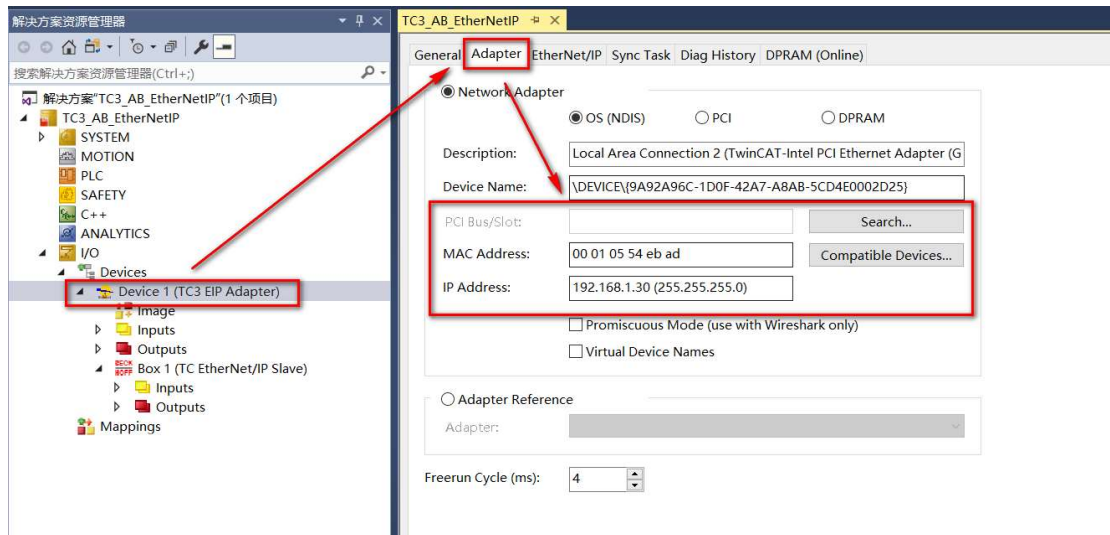 解决方案资源管理器
搜索解决方案资源管理器(Ctrl+;)
解决方案"TC3_AB_EtherNetIP"(1 个项目)
TC3_AB_EtherNetIP
SYSTEM
MOTION
PLC
SAFETY
C++
ANALYTICS
I/O
Devices
Device 1 (TC3 EIP Adapter)
Image
Inputs
Outputs
BECKHOFF
Box 1 (TC EtherNet/IP Slave)
Inputs
Outputs
Mappings
TC3_AB_EtherNetIP
General Adapter EtherNet/IP Sync Task Diag History DPRAM (Online)
Network Adapter
OS (NDIS) PCI DPRAM
Description: Local Area Connection 2 (TwinCAT-Intel PCI Ethernet Adapter (G
Device Name: \DEVICE\{9A92A96C-1D0F-42A7-A8AB-5CD4E0002D25}
PCI Bus/Slot: Search...
MAC Address: 00 01 05 54 eb ad Compatible Devices...
IP Address: 192.168.1.30 (255.255.255.0)
Promiscuous Mode (use with Wireshark only)
Virtual Device Names
Adapter Reference
Adapter:
Freerun Cycle (ms): 4